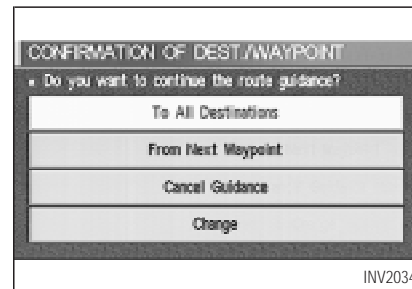 CONFIRMATION OF DEST./WAYPOINT
Do you want to continue the route guidance?
To All Destinations
From Next Waypoint
Cancel Guidance
Change
INV2034